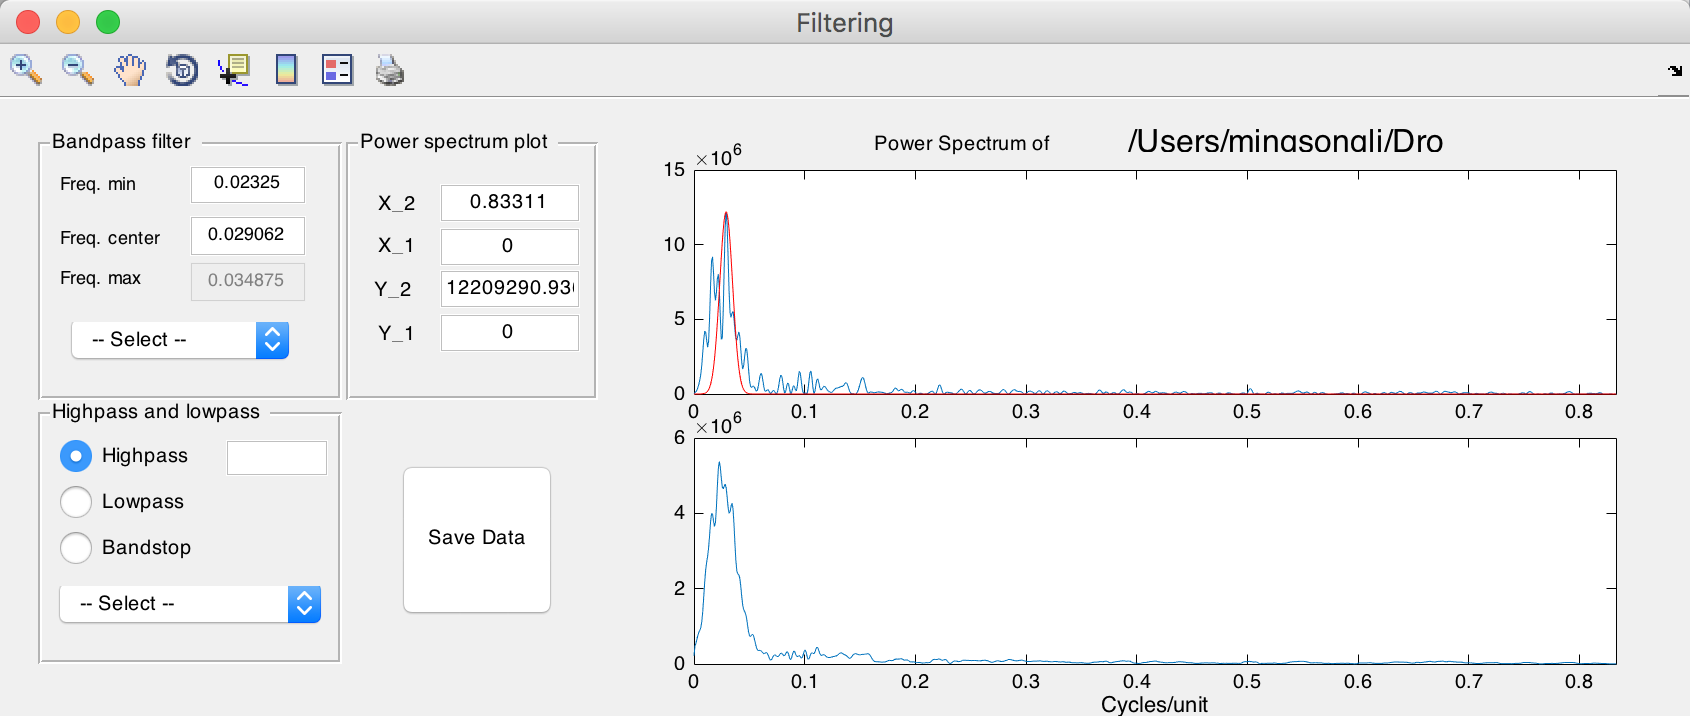 Filtering
Bandpass filter
Freq. min 0.02325
Freq. center 0.029062
Freq. max 0.034875
-- Select --
Power spectrum plot
X_2 0.83311
X_1 0
Y_2 12209290.93
Y_1 0
Highpass and lowpass
Highpass
Lowpass
Bandstop
-- Select --
Save Data
Power Spectrum of /Users/minasonali/Dro
×10^6
15
10
5
0
0 0.1 0.2 0.3 0.4 0.5 0.6 0.7 0.8
×10^6
6
4
2
0
0 0.1 0.2 0.3 0.4 0.5 0.6 0.7 0.8
Cycles/unit